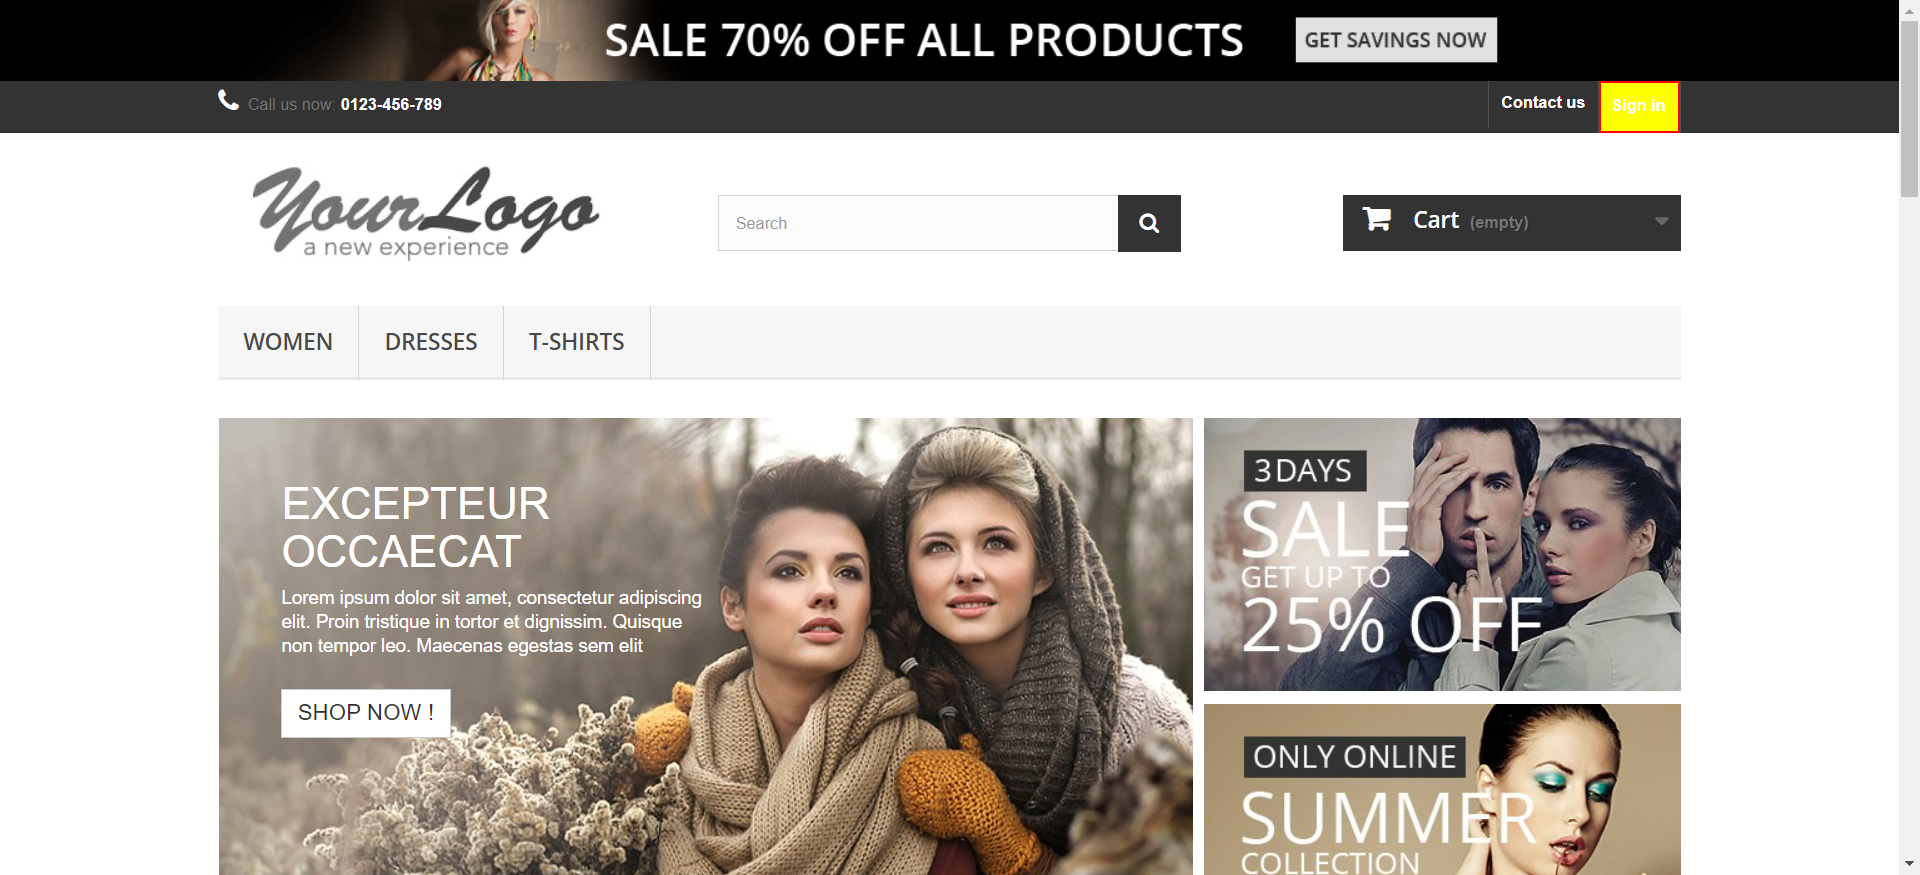 SALE 70% OFF ALL PRODUCTS
GET SAVINGS NOW
Call us now: 0123-456-789
Contact us
Sign in
YourLogo
a new experience
Search
Cart (empty)
WOMEN
DRESSES
T-SHIRTS
EXCEPTEUR
OCCAECAT
Lorem ipsum dolor sit amet, consectetur adipiscing
elit. Proin tristique in tortor et dignissim. Quisque
non tempor leo. Maecenas egestas sem elit
SHOP NOW !
3 DAYS
SALE
GET UP TO
25% OFF
ONLY ONLINE
SUMMER
COLLECTION